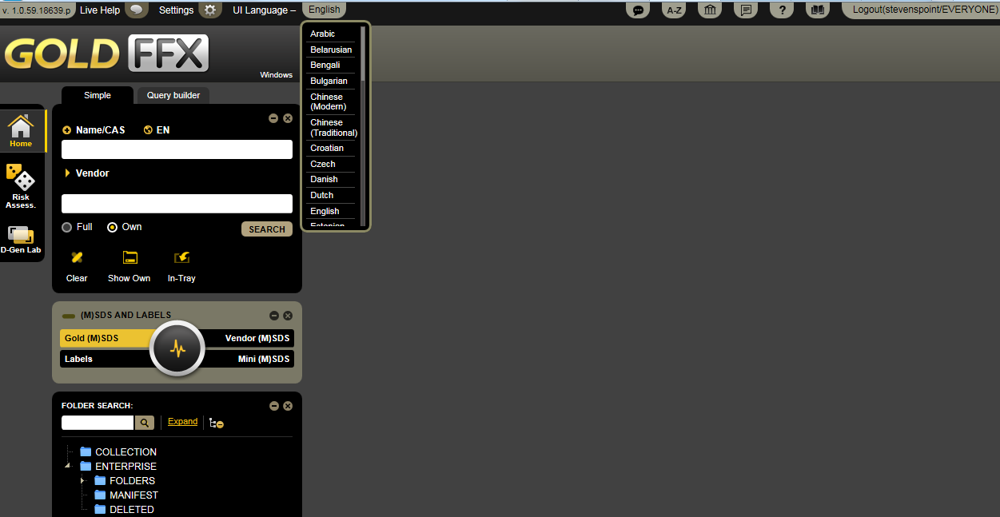 v. 1.0.59.18639.p Live Help Settings UI Language – English A-Z ? Logout(stevenspoint/EVERYONE)
GOLD FFX
Windows
Arabic
Belarusian
Bengali
Bulgarian
Chinese
(Modern)
Chinese
(Traditional)
Croatian
Czech
Danish
Dutch
English
Estonian
Simple Query builder
Home
Risk
Assess.
D-Gen Lab
Name/CAS EN
Vendor
Full Own SEARCH
Clear Show Own In-Tray
(M)SDS AND LABELS
Gold (M)SDS Vendor (M)SDS
Labels Mini (M)SDS
FOLDER SEARCH:
Expand
COLLECTION
ENTERPRISE
FOLDERS
MANIFEST
DELETED